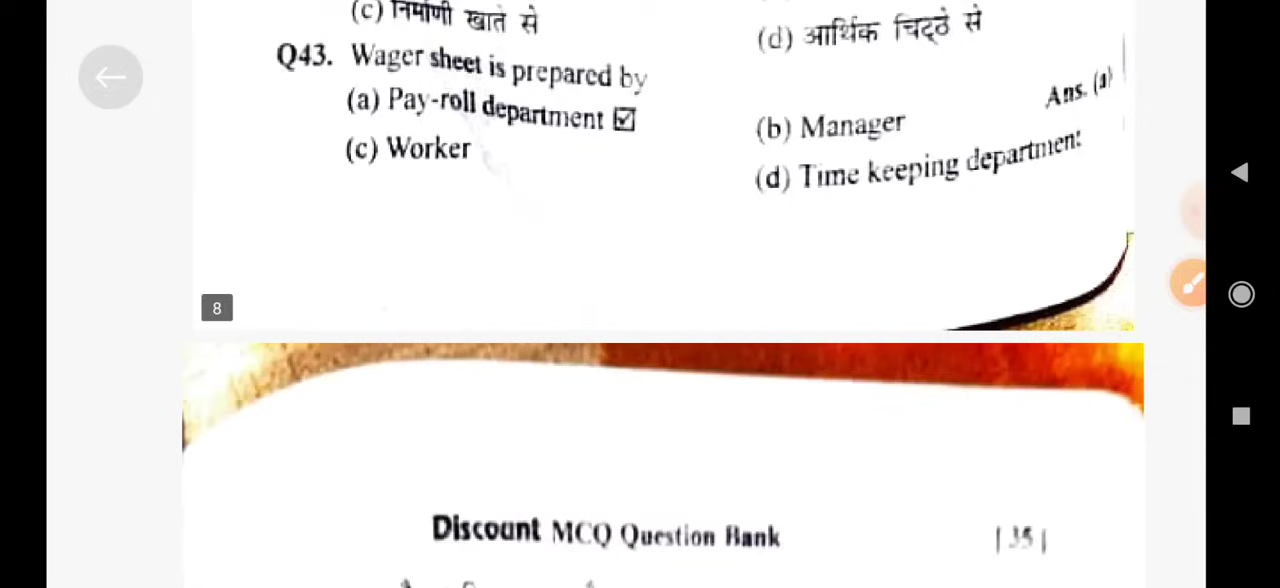 (c) निर्माणी खाते से
(d) आर्थिक चिट्ठे से
Q43. Wager sheet is prepared by
Ans. (a)
(a) Pay-roll department ☑
(b) Manager
(c) Worker
(d) Time keeping department
8
Discount MCQ Question Bank
| 35 |